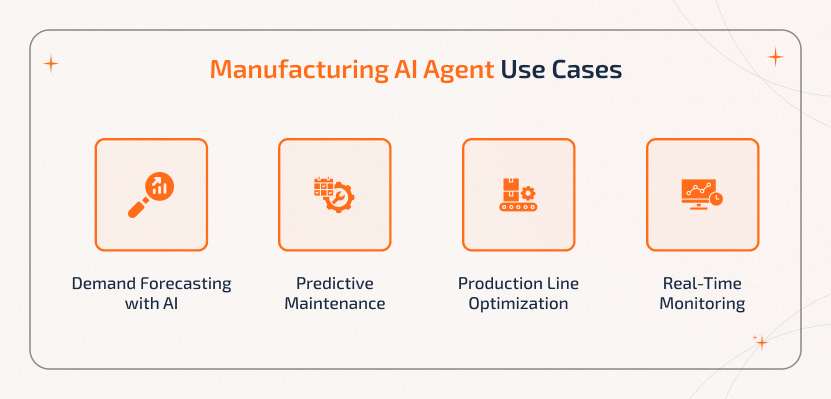 Manufacturing AI Agent Use Cases
Demand Forecasting
with AI
Predictive
Maintenance
Production Line
Optimization
Real-Time
Monitoring